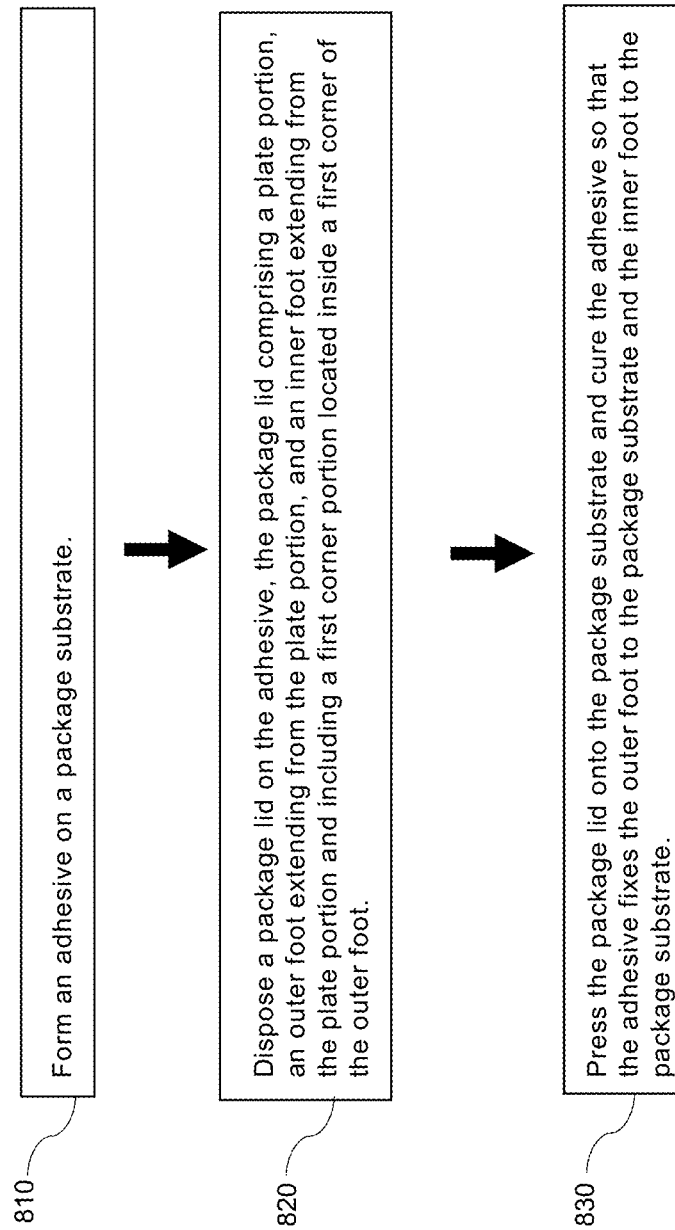 810
Form an adhesive on a package substrate.
820
Dispose a package lid on the adhesive, the package lid comprising a plate portion,
an outer foot extending from the plate portion, and an inner foot extending from
the plate portion and including a first corner portion located inside a first corner of
the outer foot.
830
Press the package lid onto the package substrate and cure the adhesive so that
the adhesive fixes the outer foot to the package substrate and the inner foot to the
package substrate.